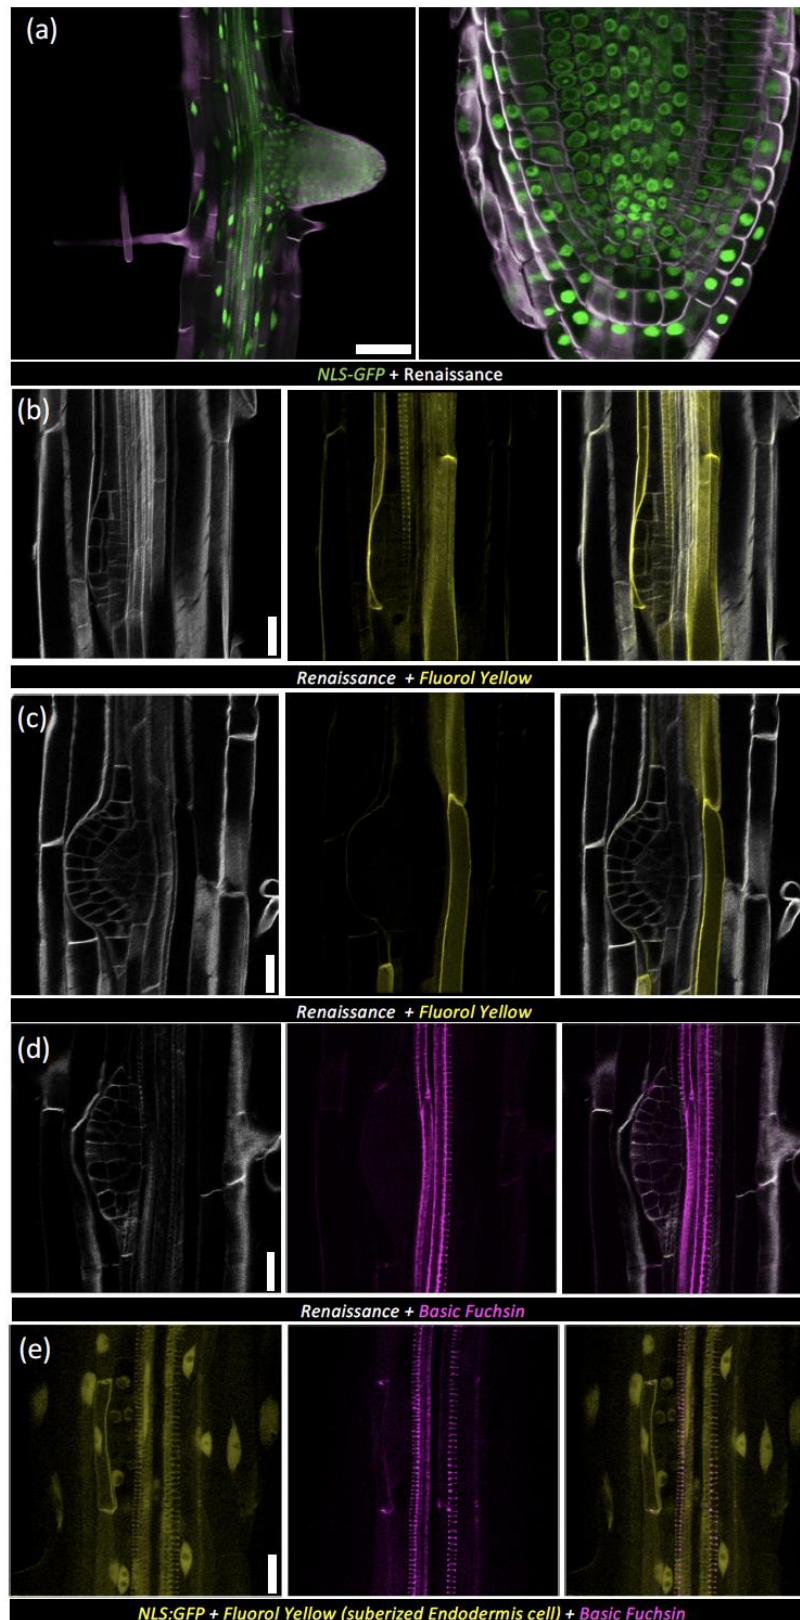 (a)
NLS-GFP + Renaissance
(b)
Renaissance + Fluorol Yellow
(c)
Renaissance + Fluorol Yellow
(d)
Renaissance + Basic Fuchsin
(e)
NLS:GFP + Fluorol Yellow (suberized Endodermis cell) + Basic Fuchsin